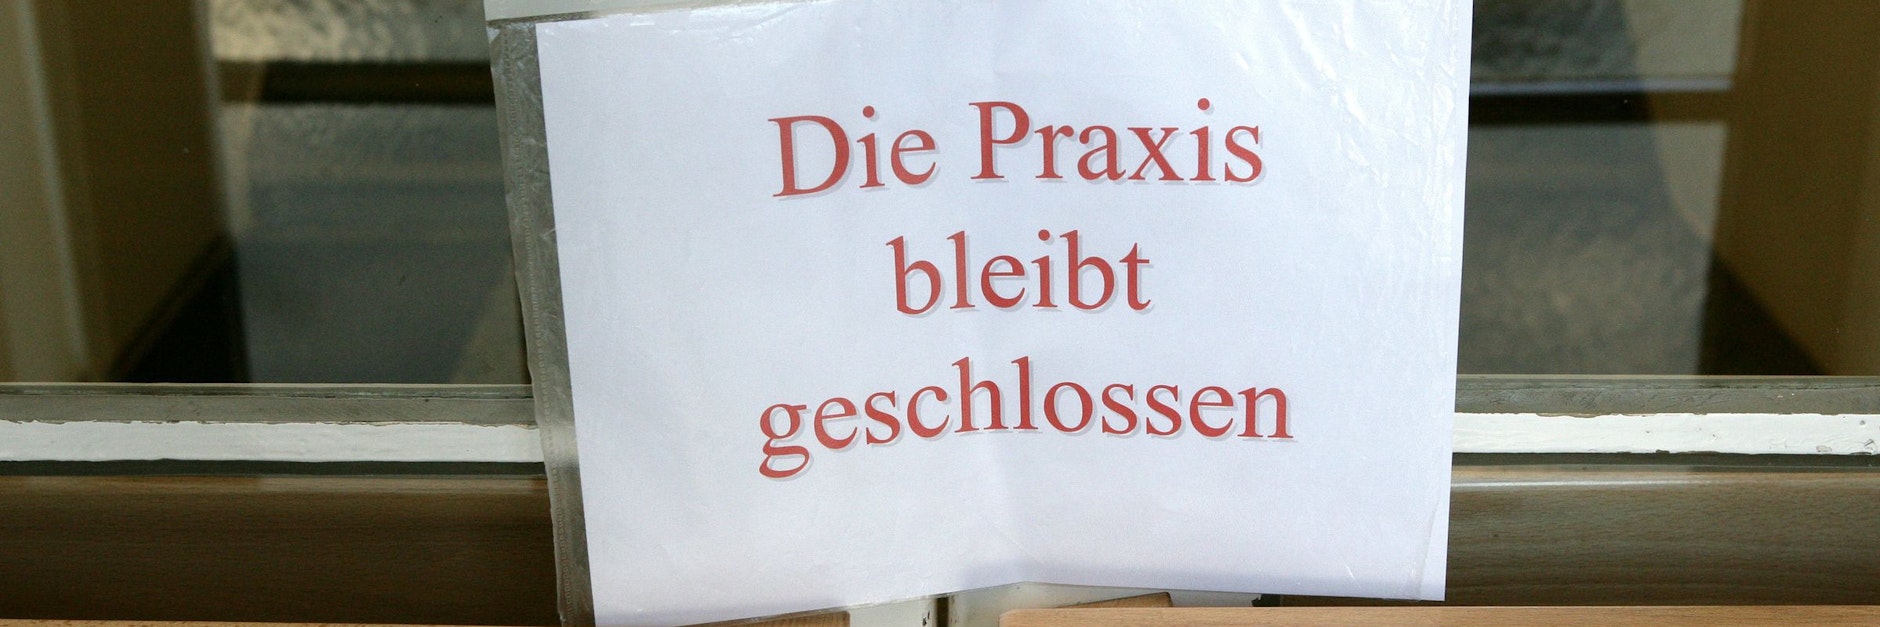 Die Praxis
bleibt
geschlossen